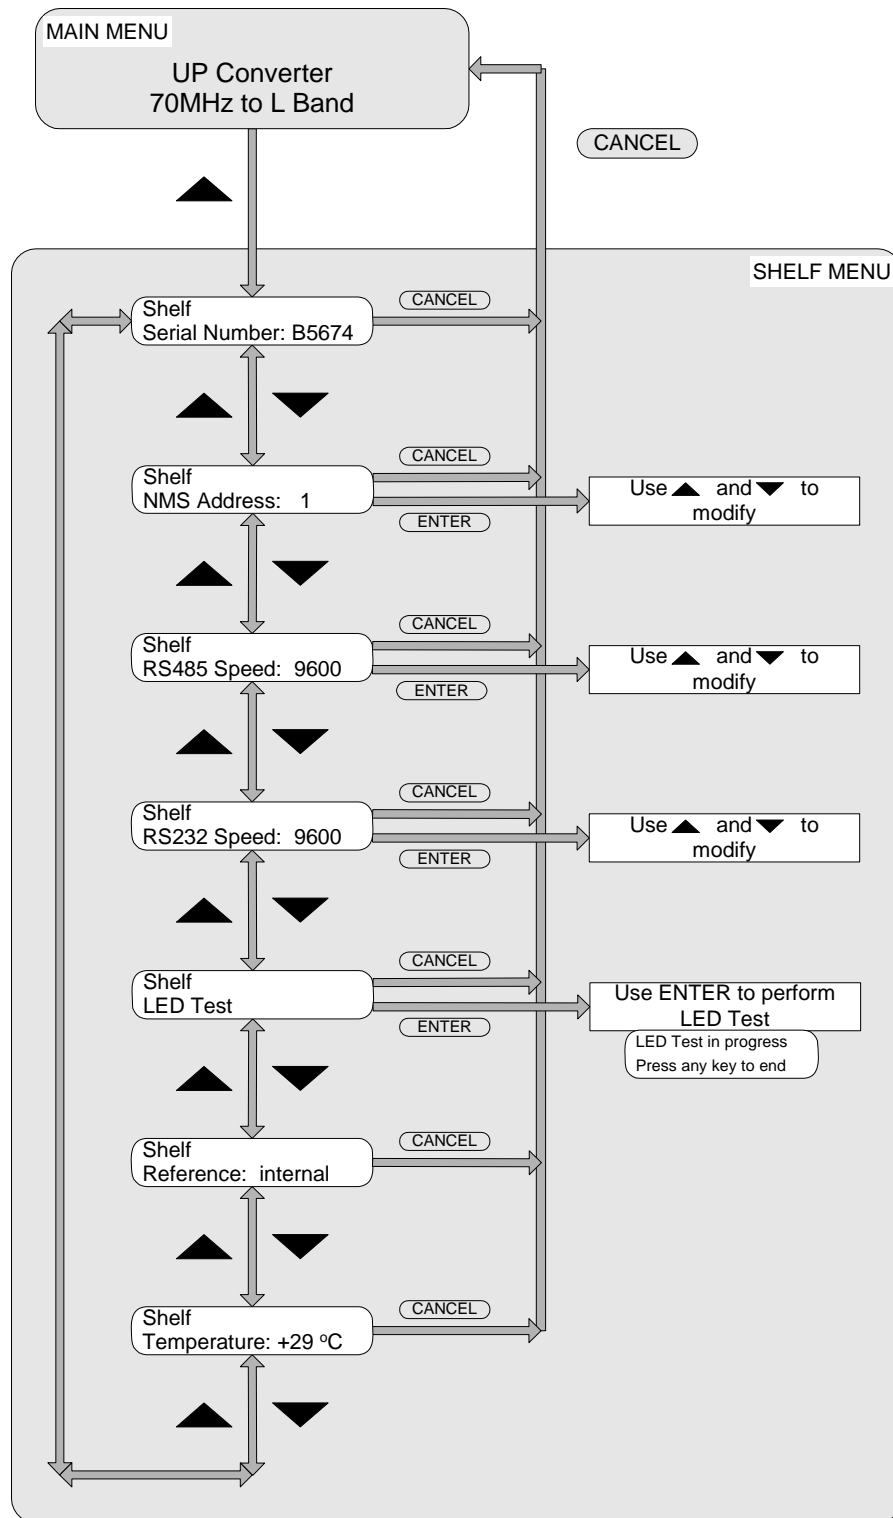 MAIN MENU
UP Converter
70MHz to L Band
CANCEL
SHELF MENU
Shelf
Serial Number: B5674
CANCEL
Shelf
NMS Address: 1
CANCEL
ENTER
Use and to
modify
Shelf
RS485 Speed: 9600
CANCEL
ENTER
Use and to
modify
Shelf
RS232 Speed: 9600
CANCEL
ENTER
Use and to
modify
Shelf
LED Test
CANCEL
ENTER
Use ENTER to perform
LED Test
LED Test in progress
Press any key to end
Shelf
Reference: internal
CANCEL
Shelf
Temperature: +29 ºC
CANCEL